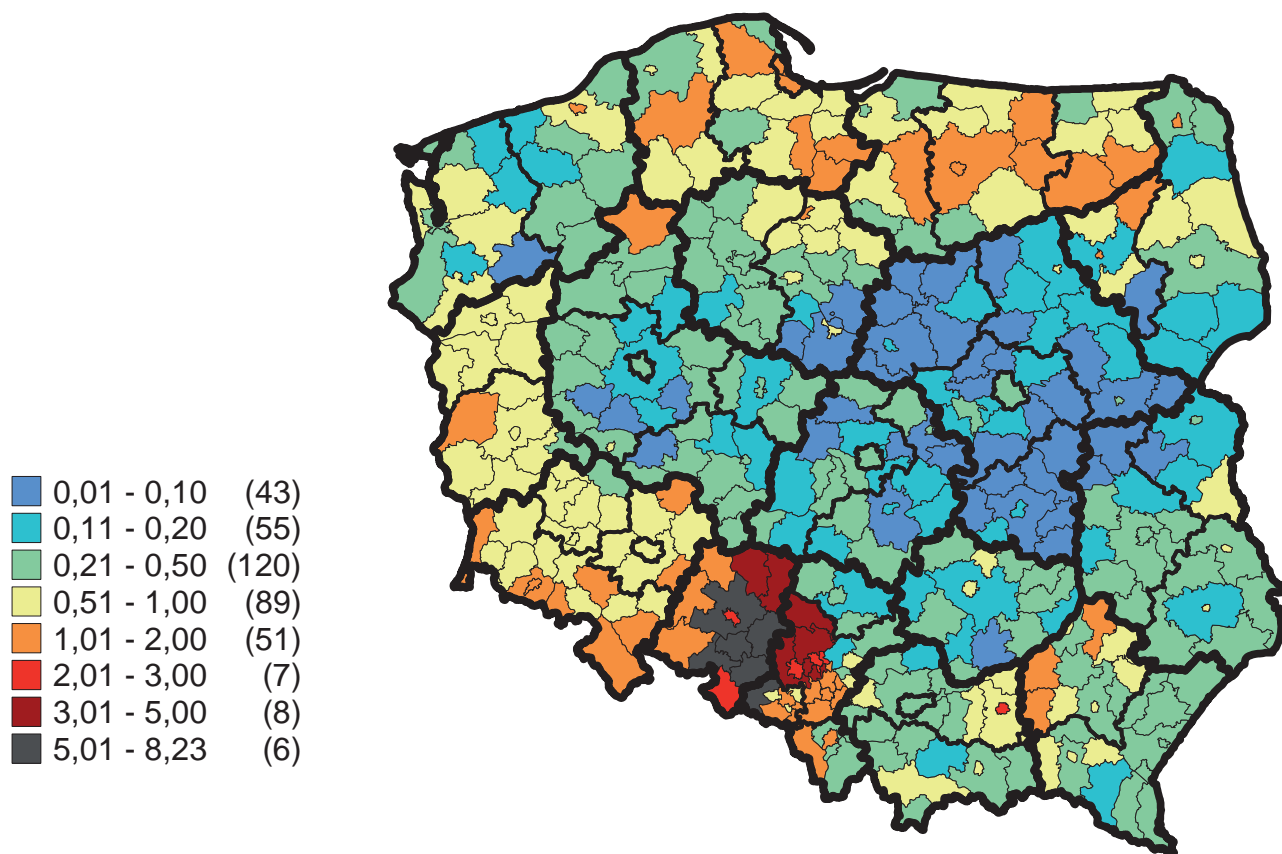 0,01 - 0,10 (43)
0,11 - 0,20 (55)
0,21 - 0,50 (120)
0,51 - 1,00 (89)
1,01 - 2,00 (51)
2,01 - 3,00 (7)
3,01 - 5,00 (8)
5,01 - 8,23 (6)